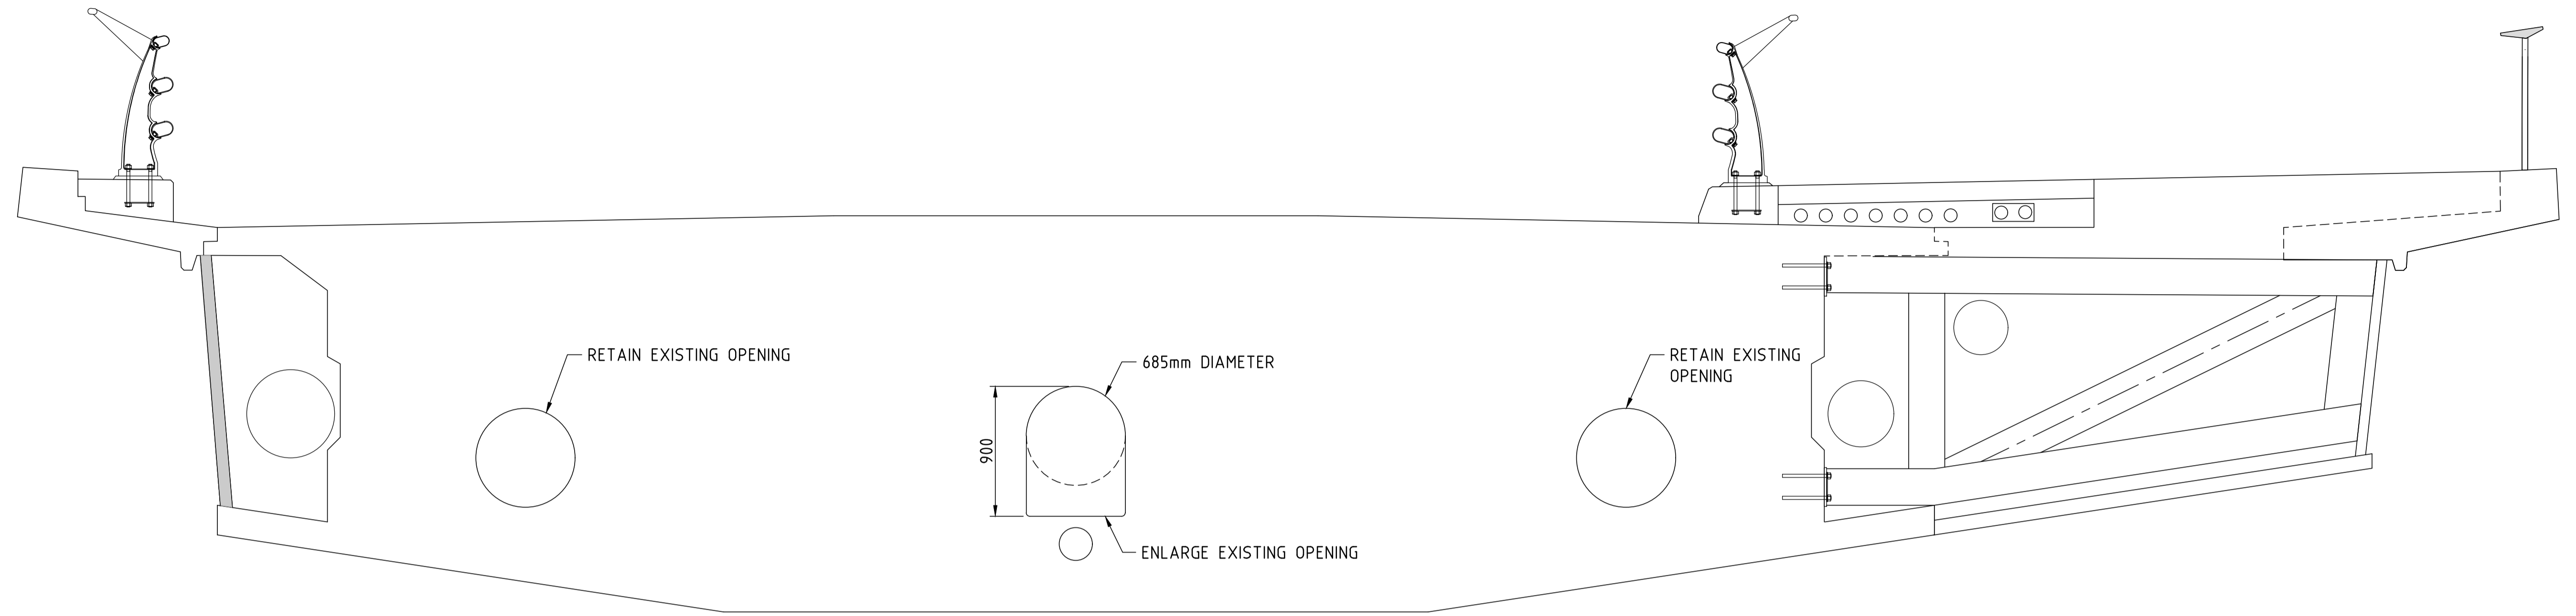 RETAIN EXISTING OPENING
685mm DIAMETER
RETAIN EXISTING
OPENING
900
ENLARGE EXISTING OPENING